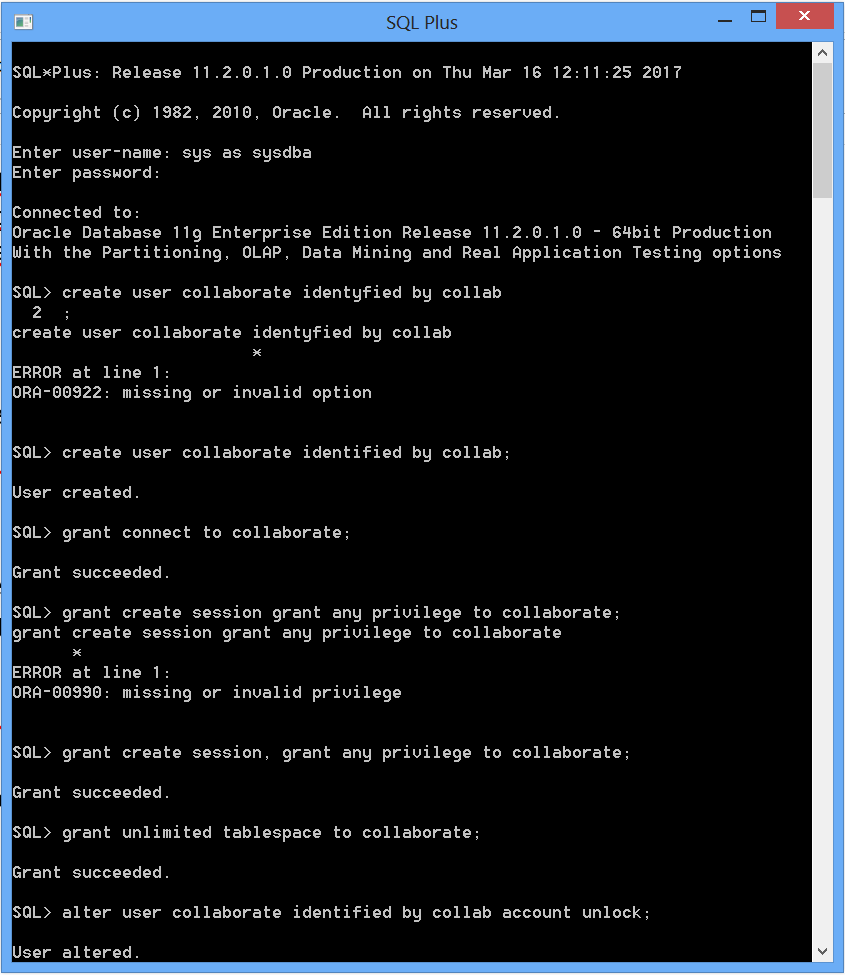 SQL Plus
SQL*Plus: Release 11.2.0.1.0 Production on Thu Mar 16 12:11:25 2017
Copyright (c) 1982, 2010, Oracle.  All rights reserved.
Enter user-name: sys as sysdba
Enter password:
Connected to:
Oracle Database 11g Enterprise Edition Release 11.2.0.1.0 - 64bit Production
With the Partitioning, OLAP, Data Mining and Real Application Testing options
SQL> create user collaborate identyfied by collab
  2  ;
create user collaborate identyfied by collab
                        *
ERROR at line 1:
ORA-00922: missing or invalid option
SQL> create user collaborate identified by collab;
User created.
SQL> grant connect to collaborate;
Grant succeeded.
SQL> grant create session grant any privilege to collaborate;
grant create session grant any privilege to collaborate
      *
ERROR at line 1:
ORA-00990: missing or invalid privilege
SQL> grant create session, grant any privilege to collaborate;
Grant succeeded.
SQL> grant unlimited tablespace to collaborate;
Grant succeeded.
SQL> alter user collaborate identified by collab account unlock;
User altered.